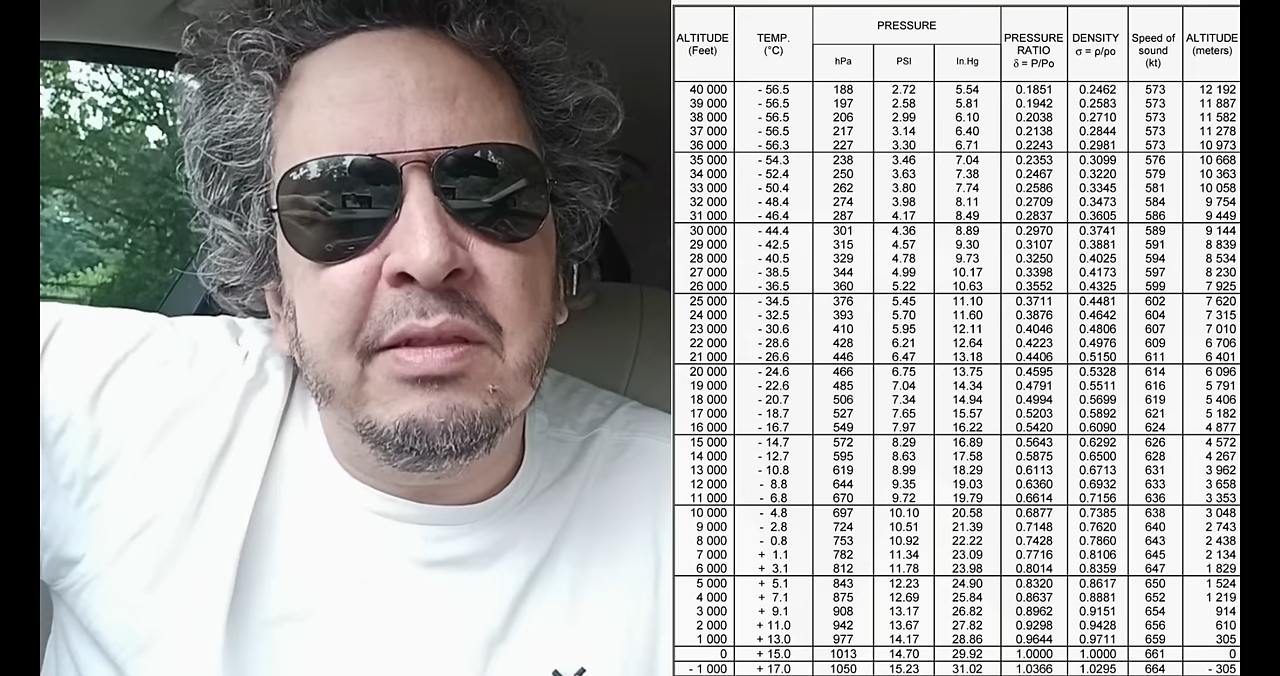 ALTITUDE (Feet) TEMP. (°C) PRESSURE PRESSURE RATIO δ = P/Po DENSITY σ = ρ/ρo Speed of sound (kt) ALTITUDE (meters)
hPa PSI In.Hg
40 000 - 56.5 188 2.72 5.54 0.1851 0.2462 573 12 192
39 000 - 56.5 197 2.58 5.81 0.1942 0.2583 573 11 887
38 000 - 56.5 206 2.99 6.10 0.2038 0.2710 573 11 582
37 000 - 56.5 217 3.14 6.40 0.2138 0.2844 573 11 278
36 000 - 56.3 227 3.30 6.71 0.2243 0.2981 573 10 973
35 000 - 54.3 238 3.46 7.04 0.2353 0.3099 576 10 668
34 000 - 52.4 250 3.63 7.38 0.2467 0.3220 579 10 363
33 000 - 50.4 262 3.80 7.74 0.2586 0.3345 581 10 058
32 000 - 48.4 274 3.98 8.11 0.2709 0.3473 584 9 754
31 000 - 46.4 287 4.17 8.49 0.2837 0.3605 586 9 449
30 000 - 44.4 301 4.36 8.89 0.2970 0.3741 589 9 144
29 000 - 42.5 315 4.57 9.30 0.3107 0.3881 591 8 839
28 000 - 40.5 329 4.78 9.73 0.3250 0.4025 594 8 534
27 000 - 38.5 344 4.99 10.17 0.3398 0.4173 597 8 230
26 000 - 36.5 360 5.22 10.63 0.3552 0.4325 599 7 925
25 000 - 34.5 376 5.45 11.10 0.3711 0.4481 602 7 620
24 000 - 32.5 393 5.70 11.60 0.3876 0.4642 604 7 315
23 000 - 30.6 410 5.95 12.11 0.4046 0.4806 607 7 010
22 000 - 28.6 428 6.21 12.64 0.4223 0.4976 609 6 706
21 000 - 26.6 446 6.47 13.18 0.4406 0.5150 611 6 401
20 000 - 24.6 466 6.75 13.75 0.4595 0.5328 614 6 096
19 000 - 22.6 485 7.04 14.34 0.4791 0.5511 616 5 791
18 000 - 20.7 506 7.34 14.94 0.4994 0.5699 619 5 406
17 000 - 18.7 527 7.65 15.57 0.5203 0.5892 621 5 182
16 000 - 16.7 549 7.97 16.22 0.5420 0.6090 624 4 877
15 000 - 14.7 572 8.29 16.89 0.5643 0.6292 626 4 572
14 000 - 12.7 595 8.63 17.58 0.5875 0.6500 628 4 267
13 000 - 10.8 619 8.99 18.29 0.6113 0.6713 631 3 962
12 000 - 8.8 644 9.35 19.03 0.6360 0.6932 633 3 658
11 000 - 6.8 670 9.72 19.79 0.6614 0.7156 636 3 353
10 000 - 4.8 697 10.10 20.58 0.6877 0.7385 638 3 048
9 000 - 2.8 724 10.51 21.39 0.7148 0.7620 640 2 743
8 000 - 0.8 753 10.92 22.22 0.7428 0.7860 643 2 438
7 000 + 1.1 782 11.34 23.09 0.7716 0.8106 645 2 134
6 000 + 3.1 812 11.78 23.98 0.8014 0.8359 647 1 829
5 000 + 5.1 843 12.23 24.90 0.8320 0.8617 650 1 524
4 000 + 7.1 875 12.69 25.84 0.8637 0.8881 652 1 219
3 000 + 9.1 908 13.17 26.82 0.8962 0.9151 654 914
2 000 + 11.0 942 13.67 27.82 0.9298 0.9428 656 610
1 000 + 13.0 977 14.17 28.86 0.9644 0.9711 659 305
0 + 15.0 1013 14.70 29.92 1.0000 1.0000 661 0
- 1 000 + 17.0 1050 15.23 31.02 1.0366 1.0295 664 - 305